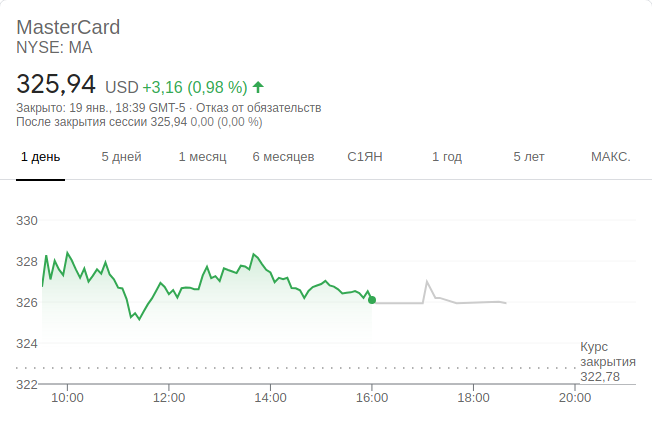 MasterCard
NYSE: MA
325,94 USD +3,16 (0,98 %)
Закрыто: 19 янв., 18:39 GMT-5 · Отказ от обязательств
После закрытия сессии 325,94 0,00 (0,00 %)
1 день 5 дней 1 месяц 6 месяцев С1ЯН 1 год 5 лет МАКС.
330
328
326
324
Курс
закрытия
322,78
322
10:00 12:00 14:00 16:00 18:00 20:00